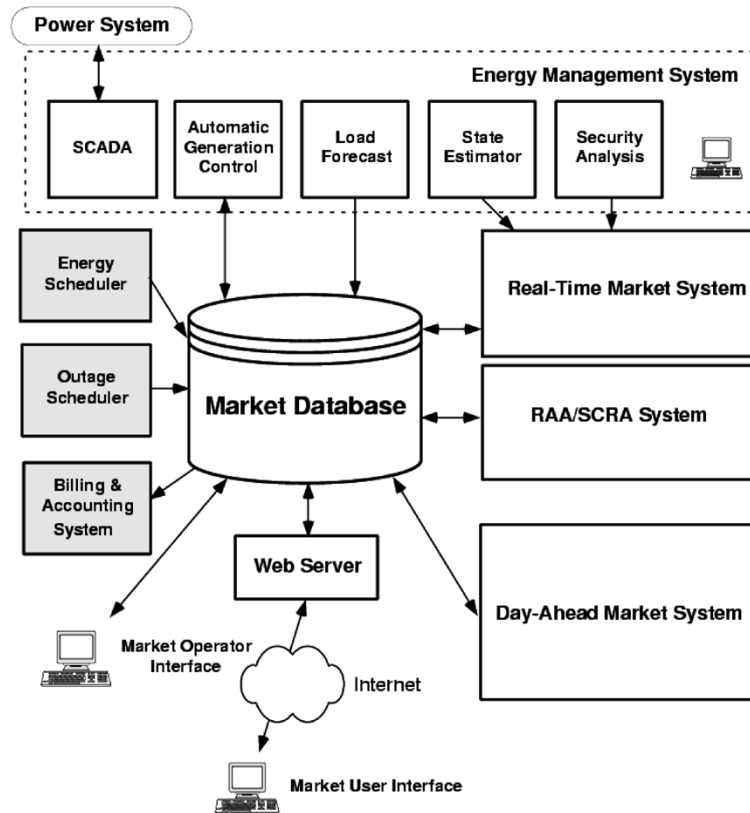 Power System
Energy Management System
SCADA
Automatic
Generation
Control
Load
Forecast
State
Estimator
Security
Analysis
Energy
Scheduler
Real-Time Market System
Outage
Scheduler
Market Database
RAA/SCRA System
Billing &
Accounting
System
Web Server
Day-Ahead Market System
Market Operator
Interface
Internet
Market User Interface